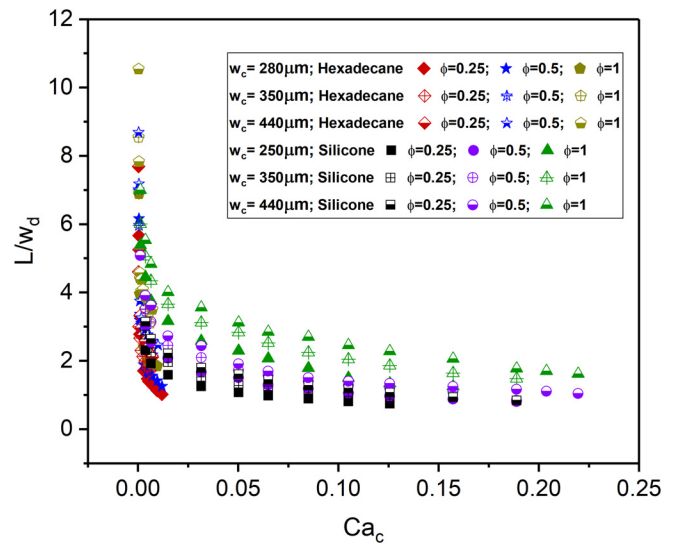 12
10
8
6
4
2
0
L/w_d
w_c= 280μm; Hexadecane ϕ=0.25; ϕ=0.5; ϕ=1
w_c= 350μm; Hexadecane ϕ=0.25; ϕ=0.5; ϕ=1
w_c= 440μm; Hexadecane ϕ=0.25; ϕ=0.5; ϕ=1
w_c= 250μm; Silicone ϕ=0.25; ϕ=0.5; ϕ=1
w_c= 350μm; Silicone ϕ=0.25; ϕ=0.5; ϕ=1
w_c= 440μm; Silicone ϕ=0.25; ϕ=0.5; ϕ=1
0.00 0.05 0.10 0.15 0.20 0.25
Ca_c